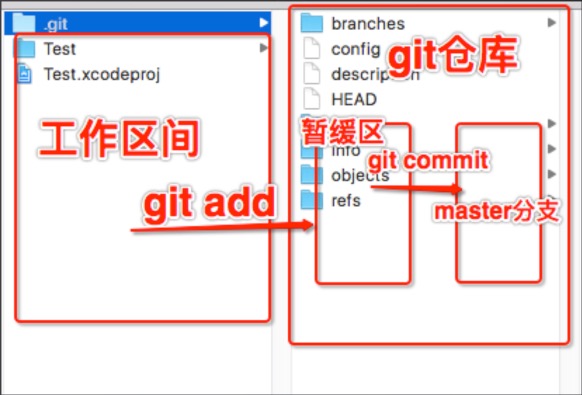 .git
Test
Test.xcodeproj
工作区间
git add
branches
config
description
HEAD
git仓库
暂缓区
info
objects
refs
git commit
master分支